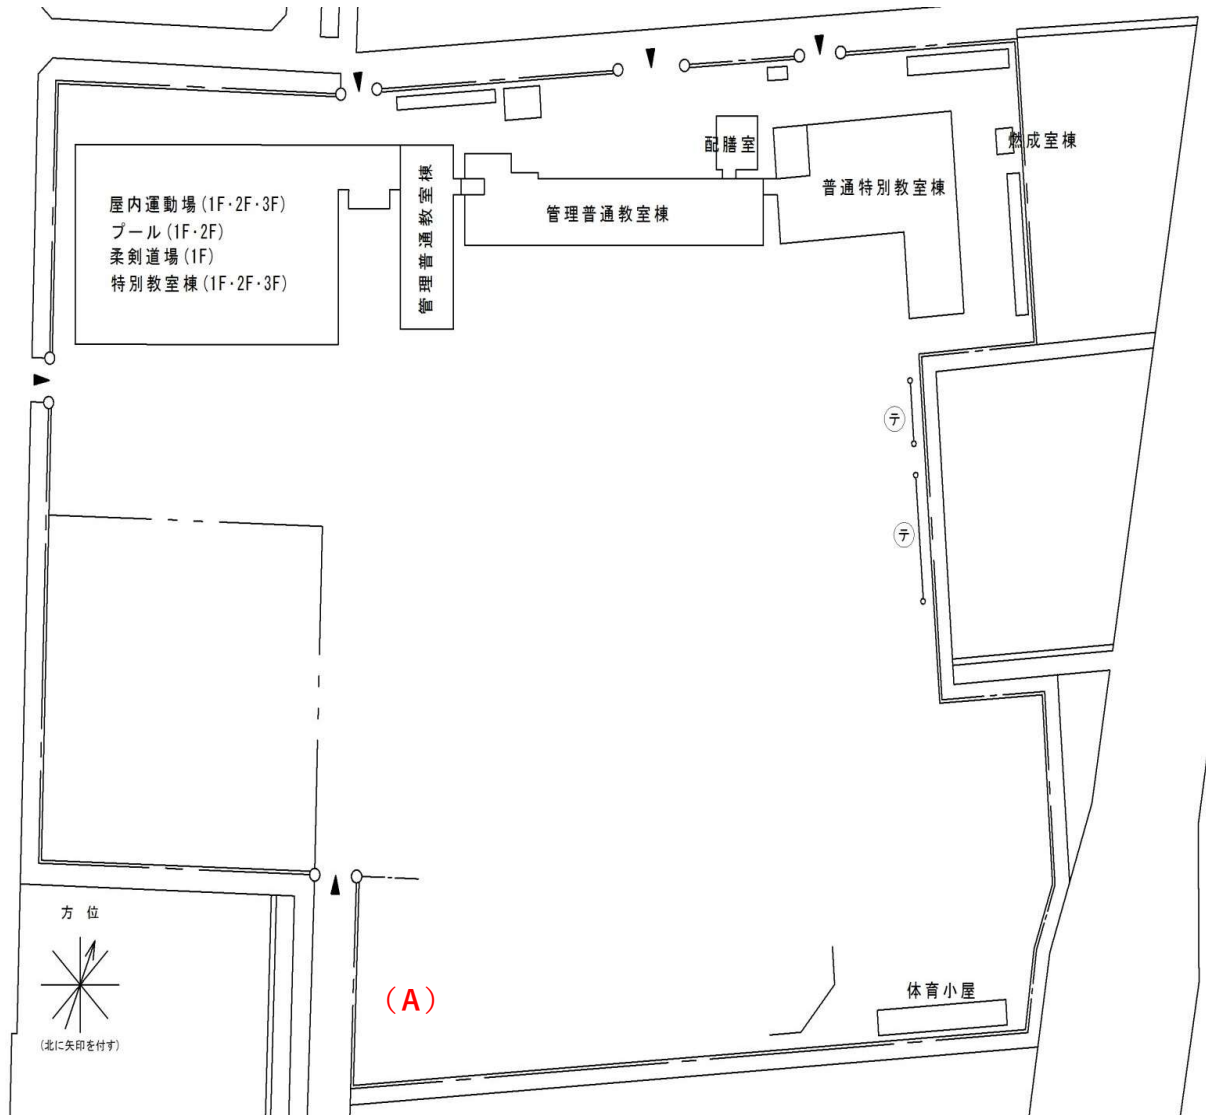 配膳室
燃成室棟
普通特別教室棟
屋内運動場(1F･2F･3F)
プール(1F･2F)
柔剣道場(1F)
特別教室棟(1F･2F･3F)
管理普通教室棟
管理普通教室棟
テ
テ
方 位
(北に矢印を付す)
(A)
体育小屋